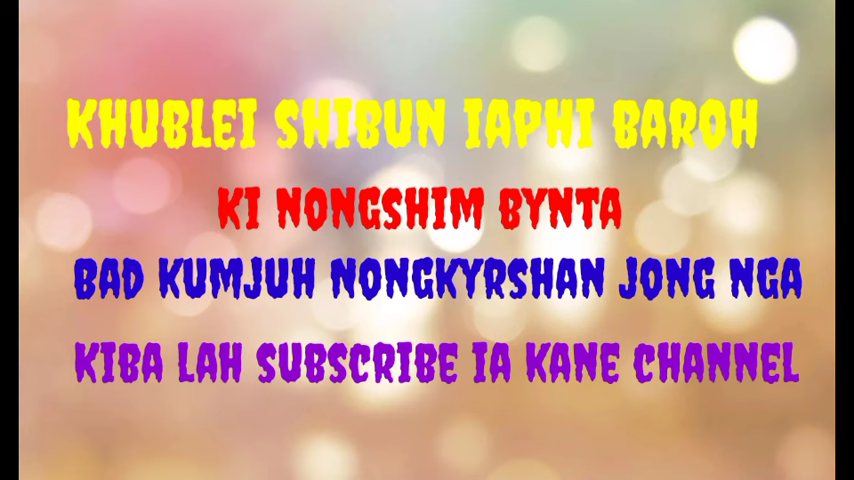 KHUBLEI SHIBUN IAPHI BAROH
KI NONGSHIM BYNTA
BAD KUMJUH NONGKYRSHAN JONG NGA
KIBA LAH SUBSCRIBE IA KANE CHANNEL